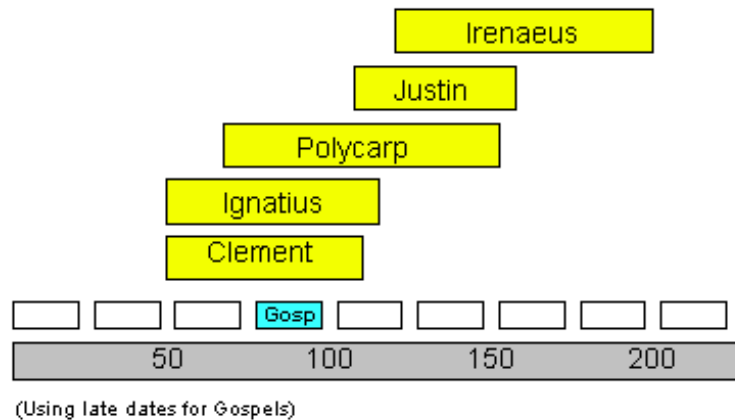 Irenaeus
Justin
Polycarp
Ignatius
Clement
Gosp
50 100 150 200
(Using late dates for Gospels)